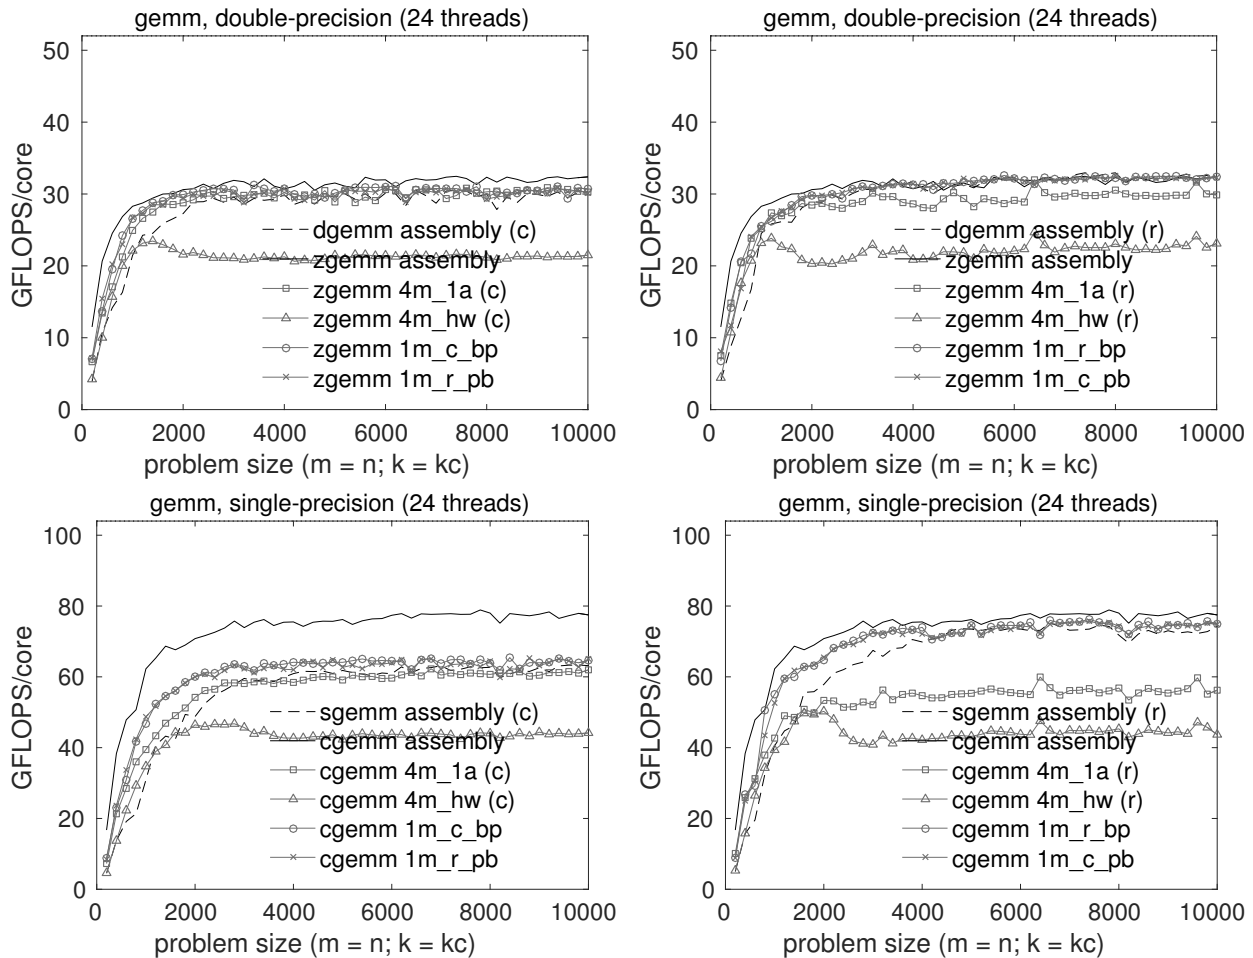 gemm, double-precision (24 threads)
GFLOPS/core
50
40
30
20
10
0
dgemm assembly (c)
zgemm assembly
zgemm 4m_1a (c)
zgemm 4m_hw (c)
zgemm 1m_c_bp
zgemm 1m_r_pb
0 2000 4000 6000 8000 10000
problem size (m = n; k = kc)
gemm, double-precision (24 threads)
GFLOPS/core
50
40
30
20
10
0
dgemm assembly (r)
zgemm assembly
zgemm 4m_1a (r)
zgemm 4m_hw (r)
zgemm 1m_r_bp
zgemm 1m_c_pb
0 2000 4000 6000 8000 10000
problem size (m = n; k = kc)
gemm, single-precision (24 threads)
GFLOPS/core
100
80
60
40
20
0
sgemm assembly (c)
cgemm assembly
cgemm 4m_1a (c)
cgemm 4m_hw (c)
cgemm 1m_c_bp
cgemm 1m_r_pb
0 2000 4000 6000 8000 10000
problem size (m = n; k = kc)
gemm, single-precision (24 threads)
GFLOPS/core
100
80
60
40
20
0
sgemm assembly (r)
cgemm assembly
cgemm 4m_1a (r)
cgemm 4m_hw (r)
cgemm 1m_r_bp
cgemm 1m_c_pb
0 2000 4000 6000 8000 10000
problem size (m = n; k = kc)